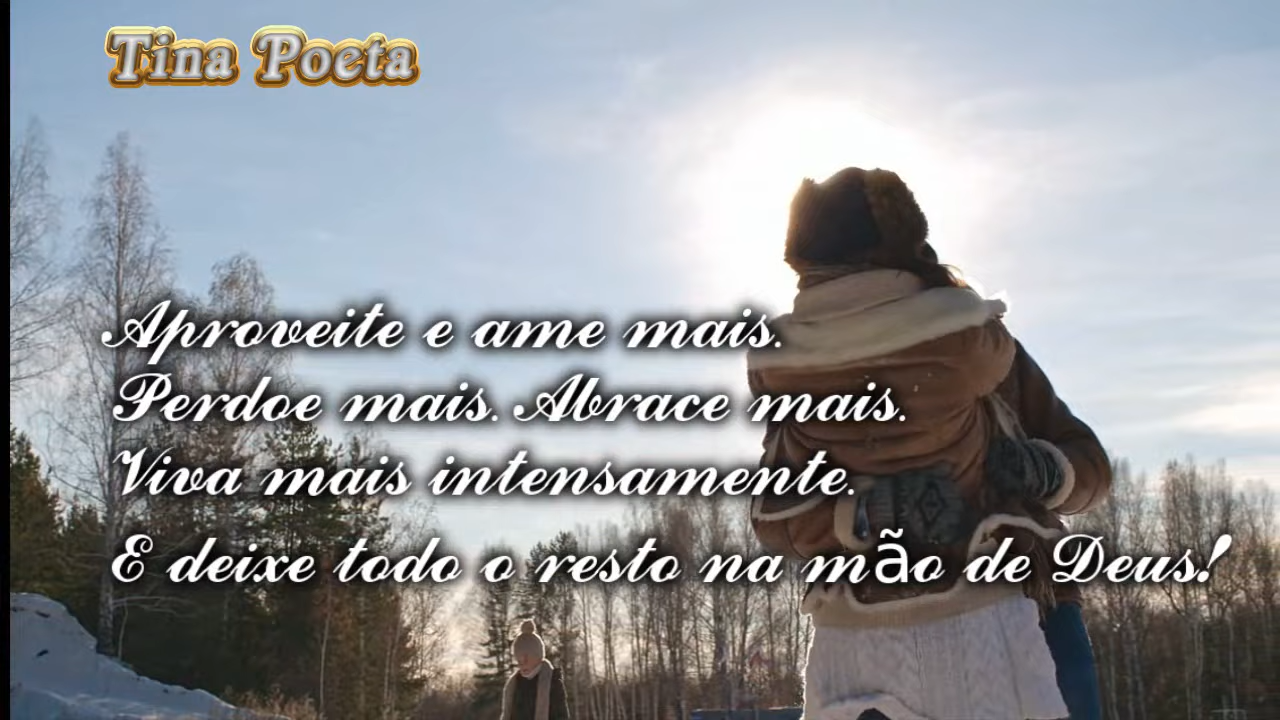 Tina Poeta
Aproveite e ame mais.
Perdoe mais. Abrace mais.
Viva mais intensamente.
E deixe todo o resto na mão de Deus!